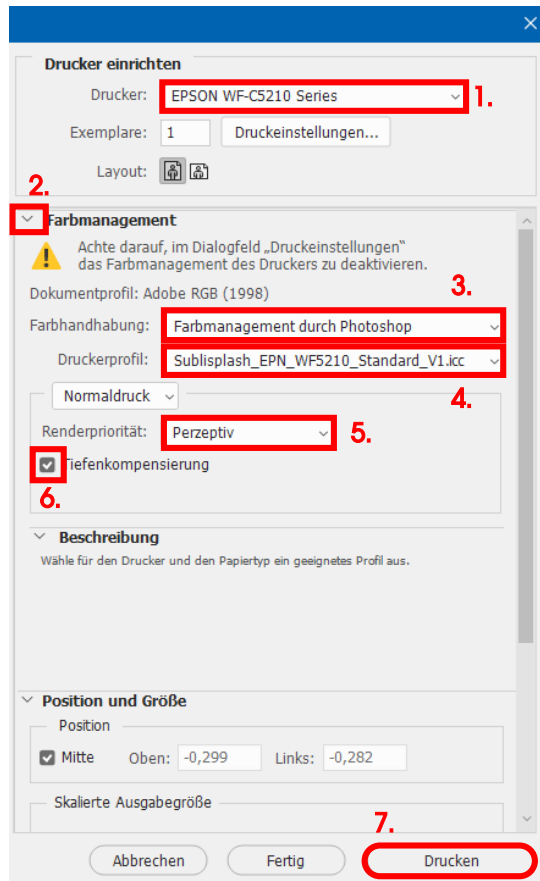 Drucker einrichten
Drucker: EPSON WF-C5210 Series 1.
Exemplare: 1 Druckeinstellungen...
Layout:
2.
Farbmanagement
Achte darauf, im Dialogfeld „Druckeinstellungen"
das Farbmanagement des Druckers zu deaktivieren.
Dokumentprofil: Adobe RGB (1998)
3.
Farbhandhabung: Farbmanagement durch Photoshop
Druckerprofil: Sublisplash_EPN_WF5210_Standard_V1.icc
4.
Normaldruck
Renderpriorität: Perzeptiv 5.
Tiefenkompensierung
6.
Beschreibung
Wähle für den Drucker und den Papiertyp ein geeignetes Profil aus.
Position und Größe
Position
Mitte Oben: -0,299 Links: -0,282
Skalierte Ausgabegröße
7.
Abbrechen Fertig Drucken